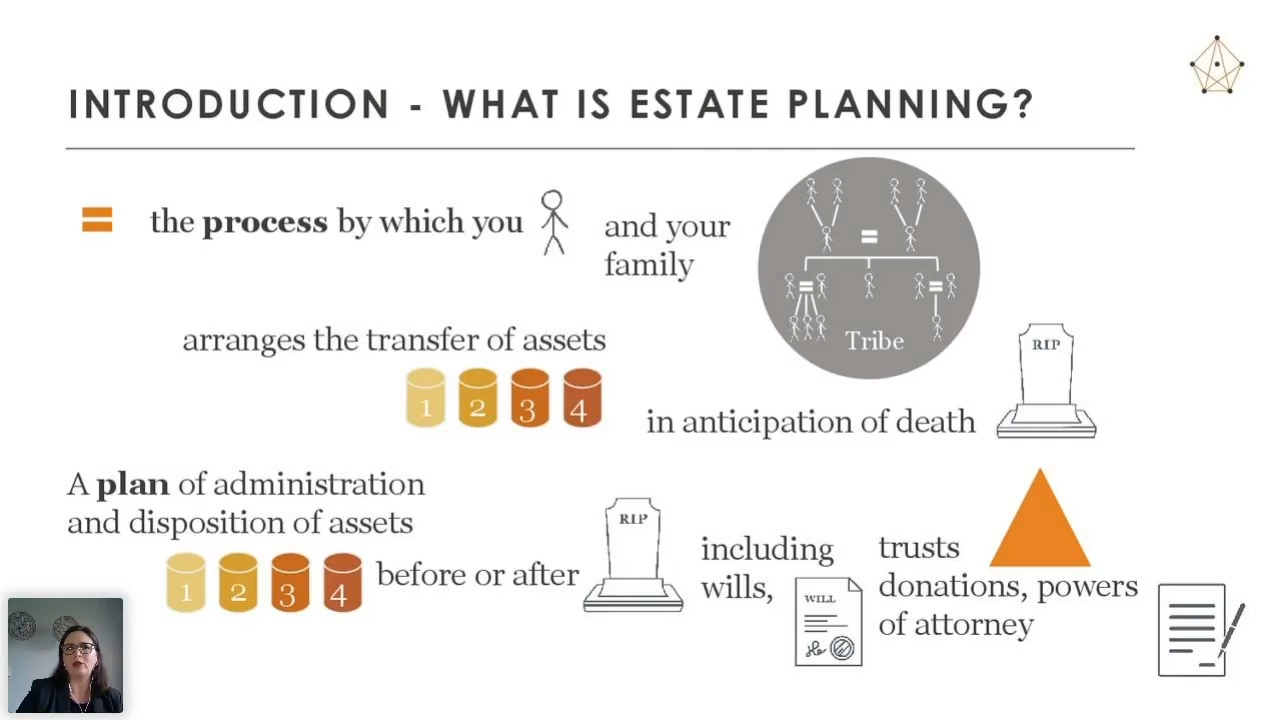 INTRODUCTION - WHAT IS ESTATE PLANNING?
= the process by which you
and your
family
=
= =
Tribe
arranges the transfer of assets
1 2 3 4
in anticipation of death
RIP
A plan of administration
and disposition of assets
1 2 3 4
before or after
RIP
including
wills,
WILL
trusts
donations, powers
of attorney